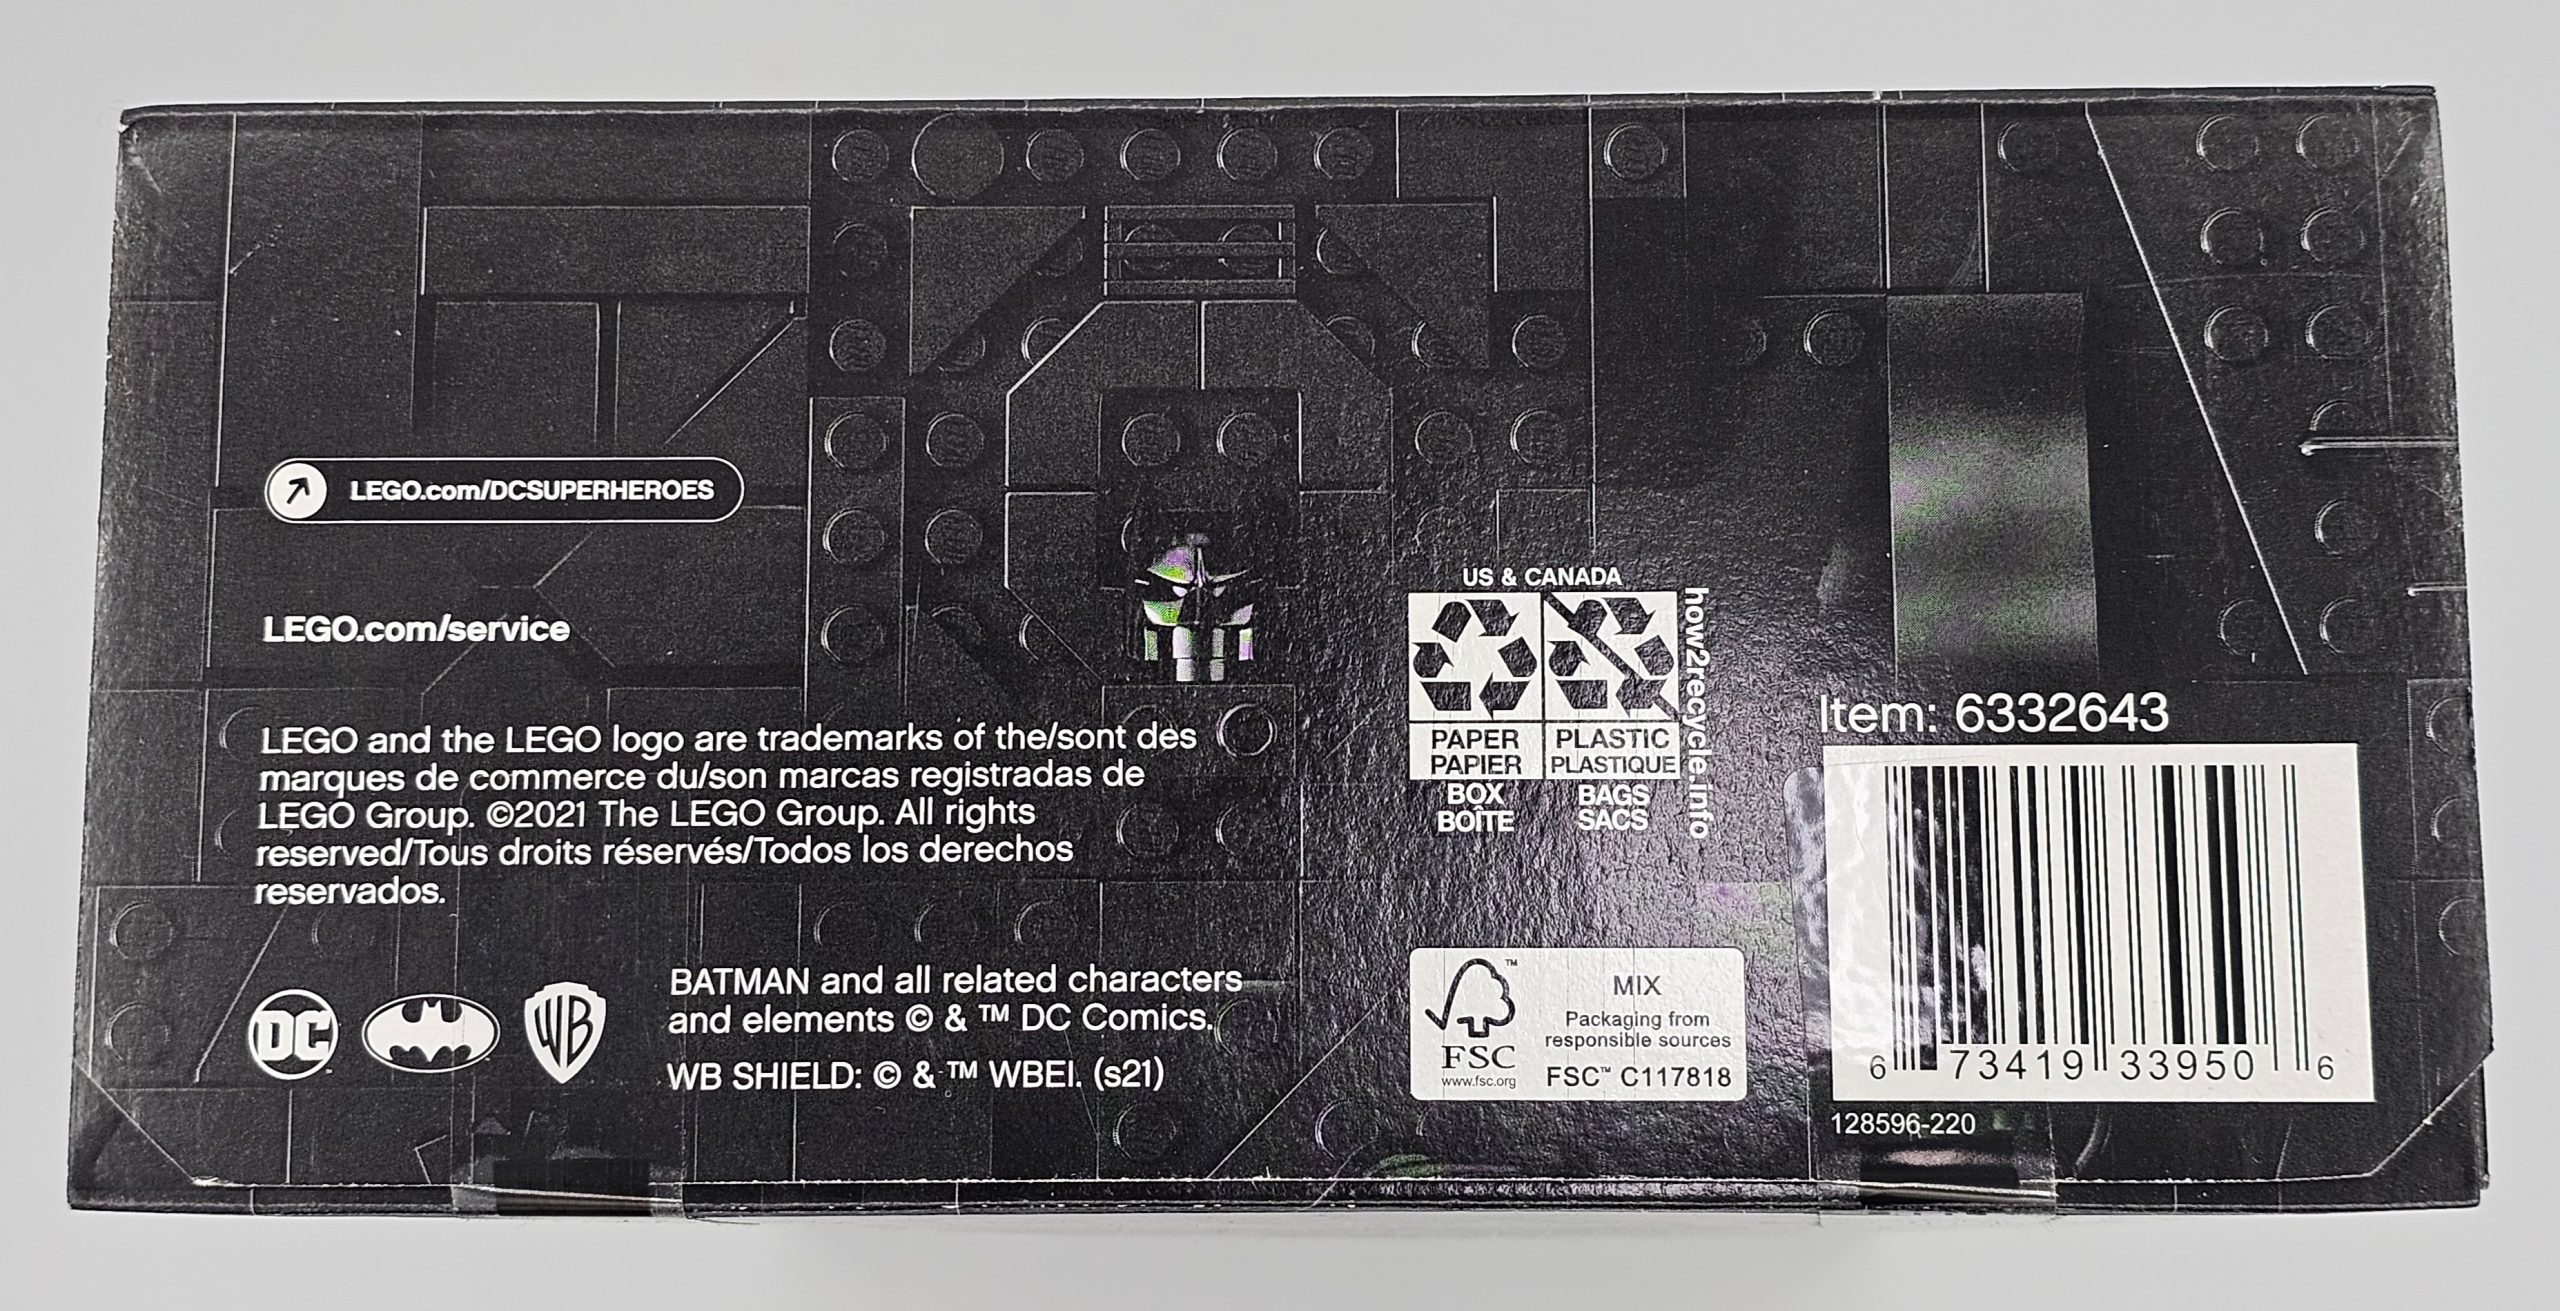 LEGO.com/DCSUPERHEROES
LEGO.com/service
LEGO and the LEGO logo are trademarks of the/sont des
marques de commerce du/son marcas registradas de
LEGO Group. ©2021 The LEGO Group. All rights
reserved/Tous droits réservés/Todos los derechos
reservados.
DC
WB
BATMAN and all related characters
and elements © & ™ DC Comics.
WB SHIELD: © & ™ WBEI. (s21)
US & CANADA
how2recycle.info
PAPER
PAPIER
BOX
BOÎTE
PLASTIC
PLASTIQUE
BAGS
SACS
FSC
www.fsc.org
MIX
Packaging from
responsible sources
FSC™ C117818
Item: 6332643
6 73419 33950 6
128596-220